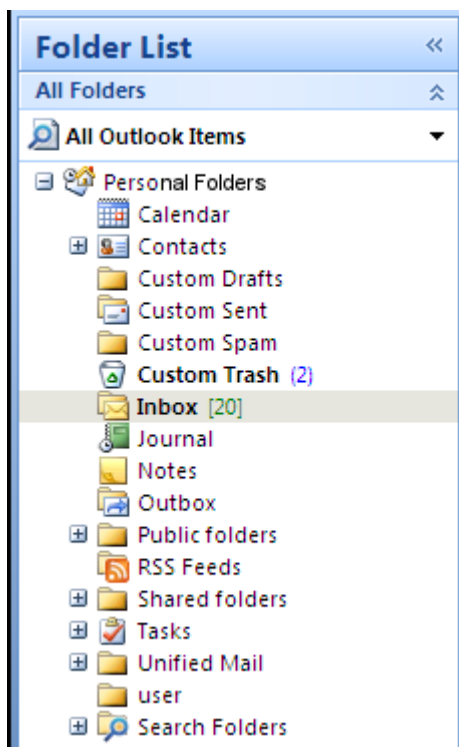 Folder List
All Folders
All Outlook Items
Personal Folders
Calendar
Contacts
Custom Drafts
Custom Sent
Custom Spam
Custom Trash (2)
Inbox [20]
Journal
Notes
Outbox
Public folders
RSS Feeds
Shared folders
Tasks
Unified Mail
user
Search Folders